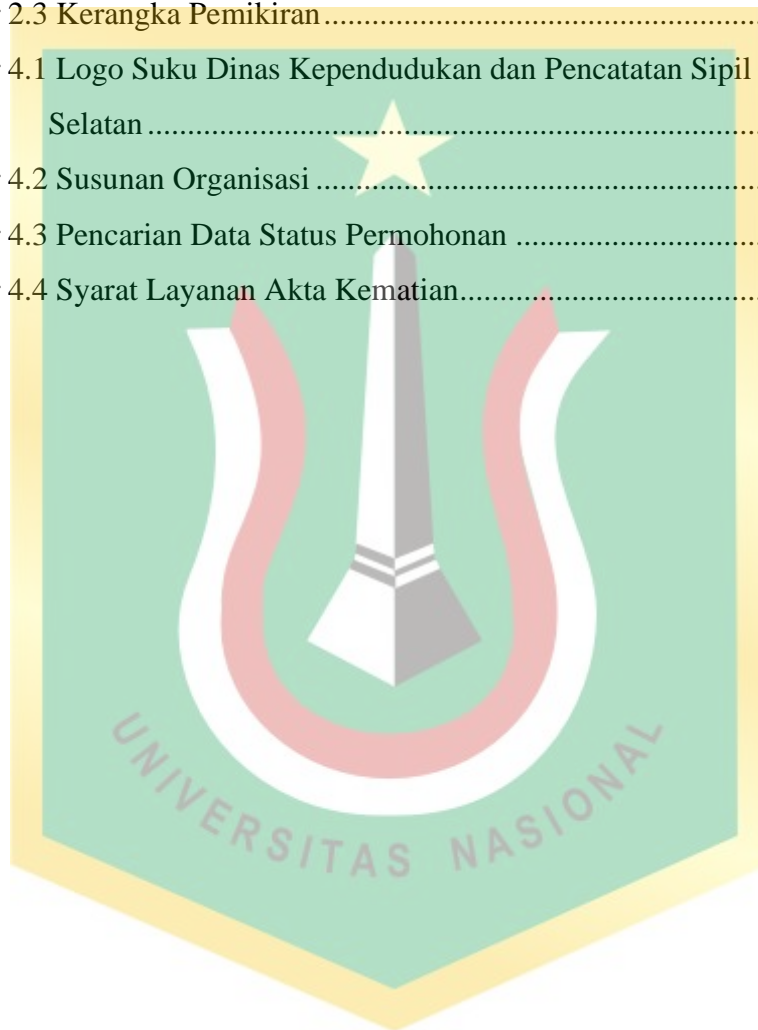 2.3 Kerangka Pemikiran............................................................
4.1 Logo Suku Dinas Kependudukan dan Pencatatan Sipil
Selatan............................................................................
4.2 Susunan Organisasi.............................................................
4.3 Pencarian Data Status Permohonan ....................................
4.4 Syarat Layanan Akta Kematian.............................................
UNIVERSITAS NASIONAL